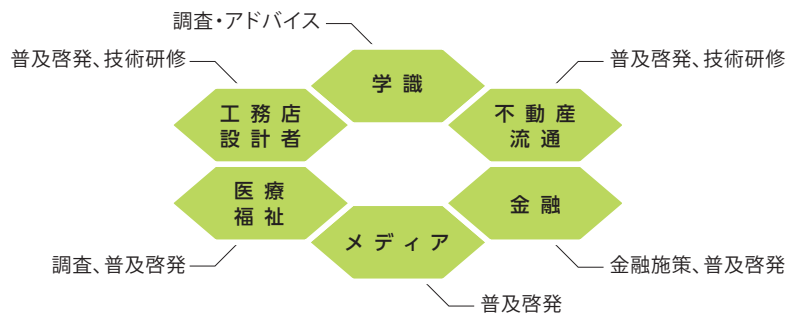 調査・アドバイス
普及啓発、技術研修
普及啓発、技術研修
学識
工務店
設計者
不動産
流通
医療
福祉
金融
メディア
調査、普及啓発
金融施策、普及啓発
普及啓発